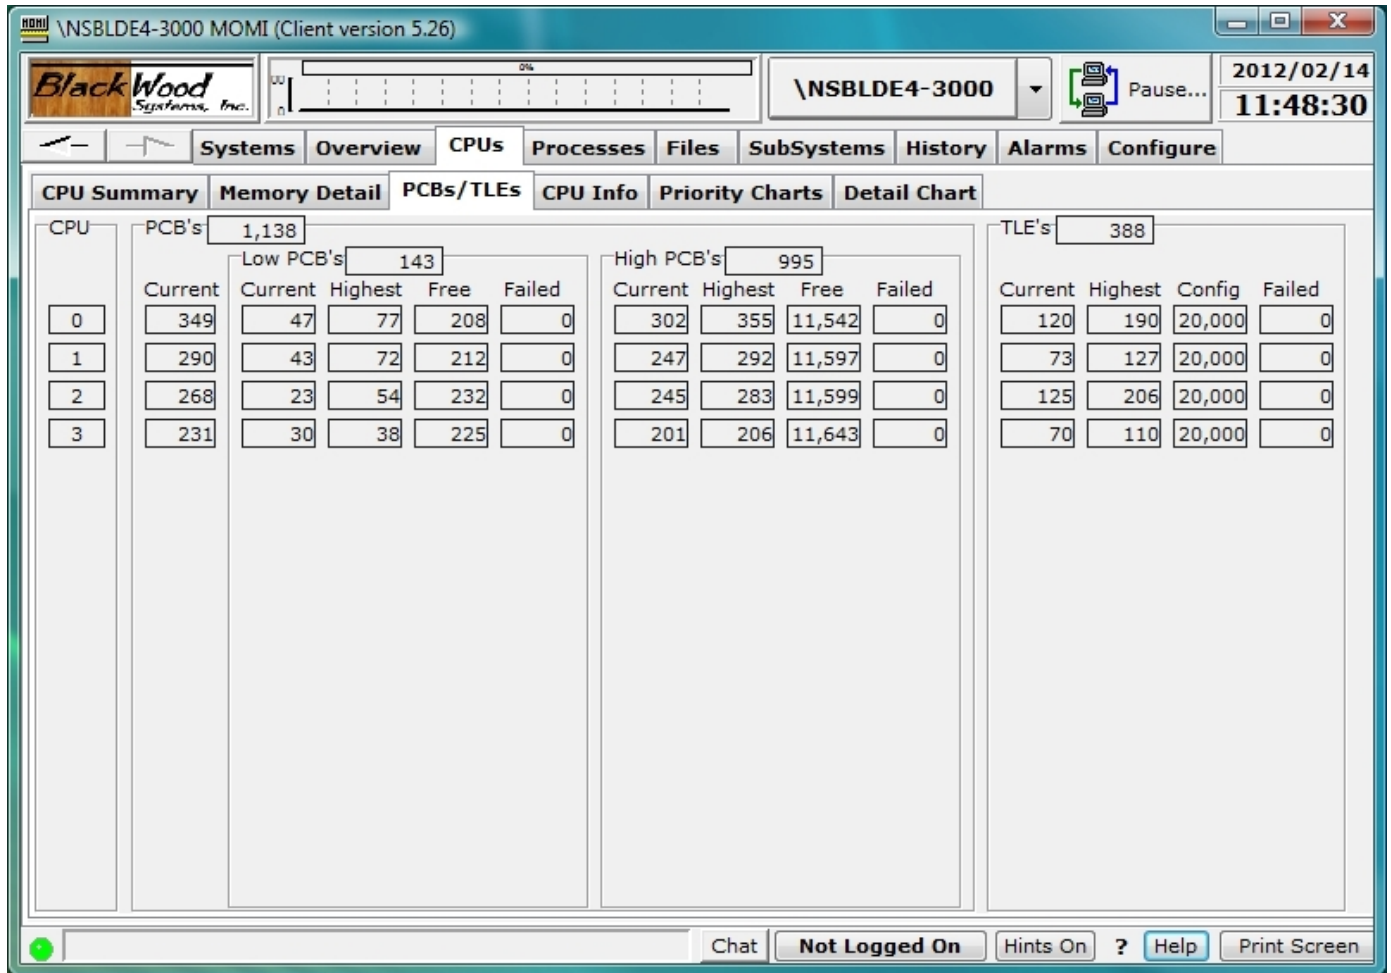 MOMI \NSBLDE4-3000 MOMI (Client version 5.26)
BlackWood Systems, Inc. 0% 0 \NSBLDE4-3000 Pause... 2012/02/14
11:48:30
Systems Overview CPUs Processes Files SubSystems History Alarms Configure
CPU Summary Memory Detail PCBs/TLEs CPU Info Priority Charts Detail Chart
CPU PCB's 1,138 TLE's 388
Low PCB's 143 High PCB's 995
Current Current Highest Free Failed Current Highest Free Failed Current Highest Config Failed
0 349 47 77 208 0 302 355 11,542 0 120 190 20,000 0
1 290 43 72 212 0 247 292 11,597 0 73 127 20,000 0
2 268 23 54 232 0 245 283 11,599 0 125 206 20,000 0
3 231 30 38 225 0 201 206 11,643 0 70 110 20,000 0
Chat Not Logged On Hints On ? Help Print Screen